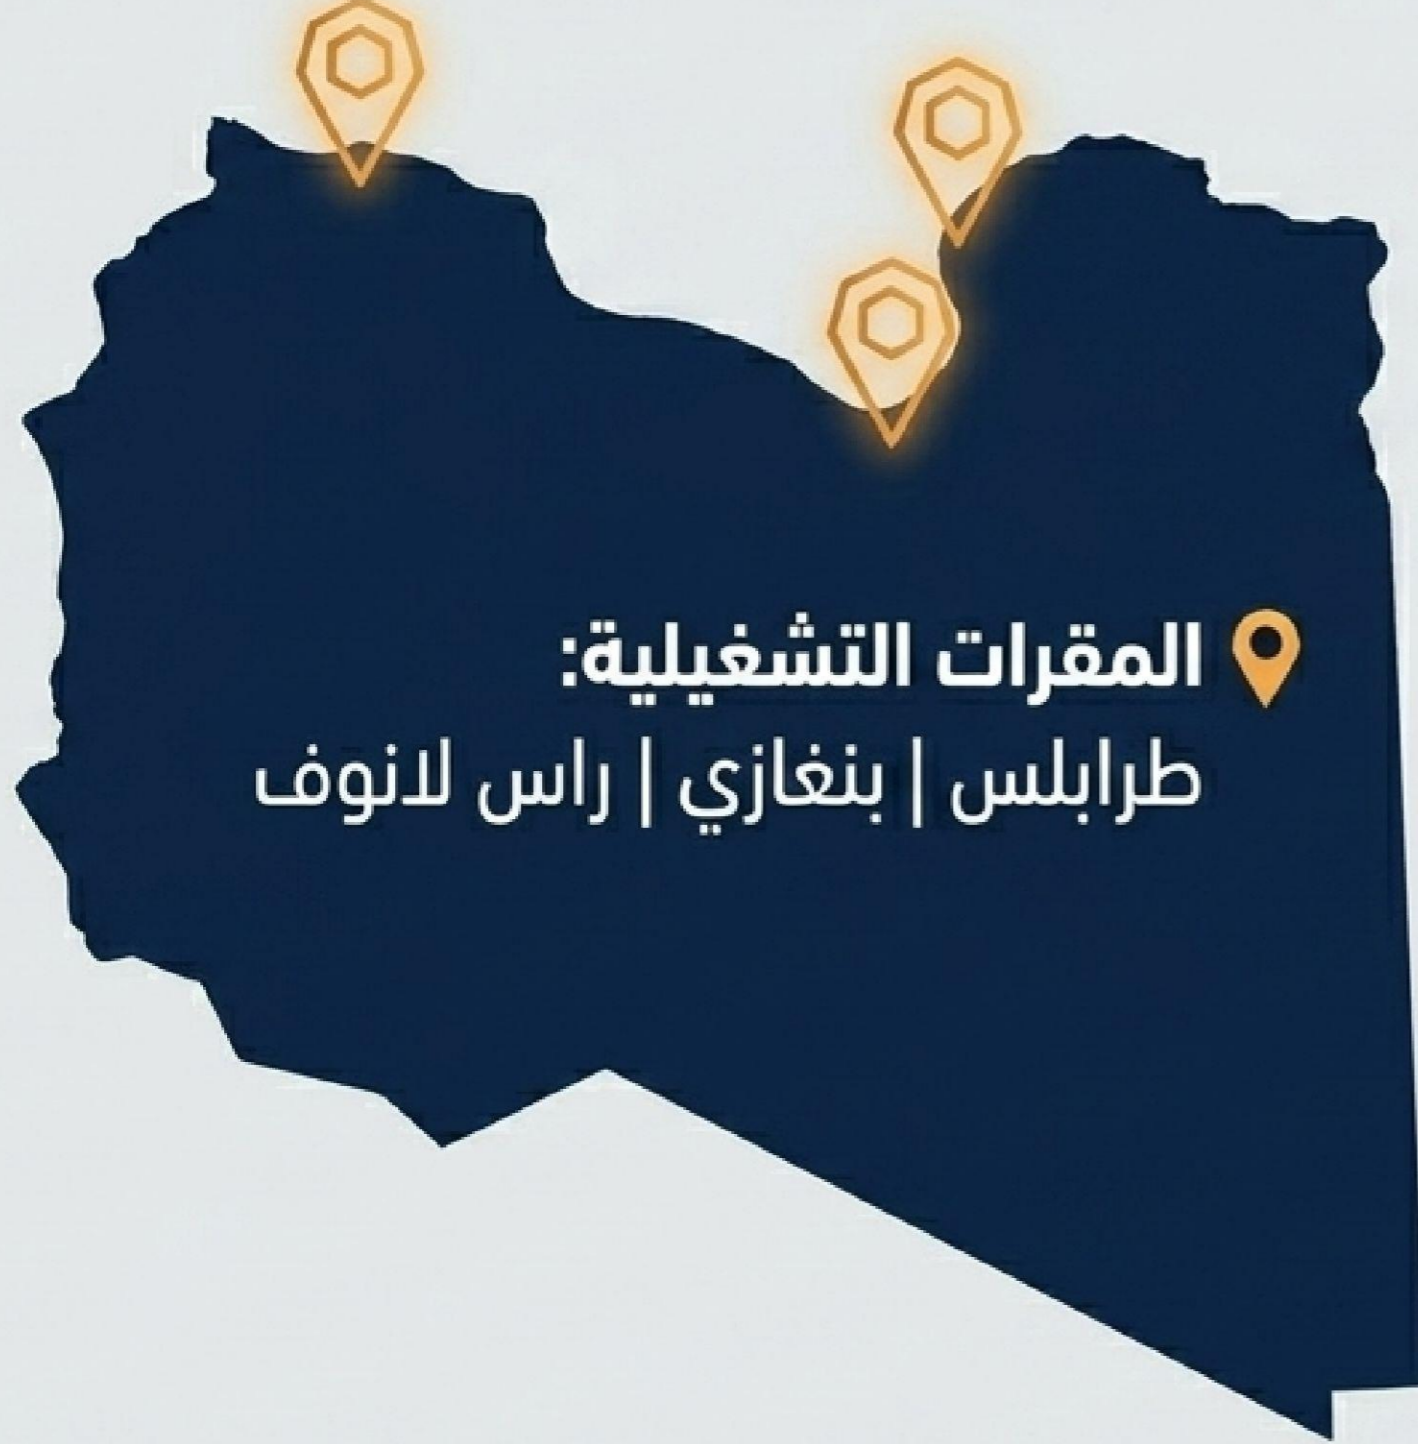 المقرات التشغيلية:
طرابلس | بنغازي | راس لانوف